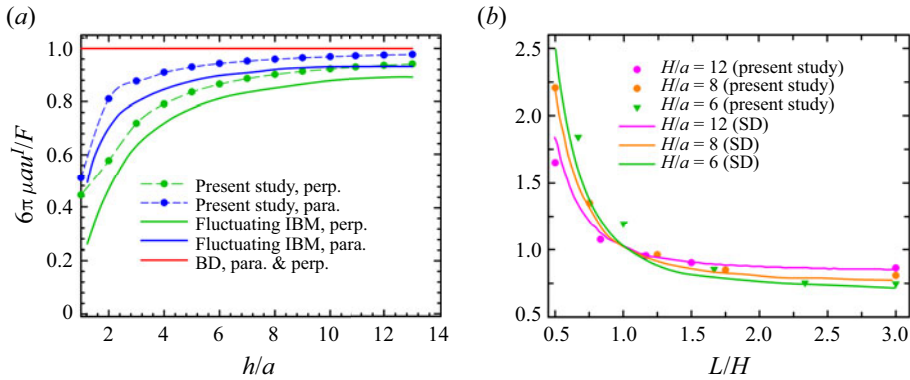 (a)
(b)
1.0
0.8
0.6
0.4
0.2
0
6π μau^I/F
Present study, perp.
Present study, para.
Fluctuating IBM, perp.
Fluctuating IBM, para.
BD, para. & perp.
2 4 6 8 10 12 14
h/a
2.5
2.0
1.5
1.0
0.5
H/a = 12 (present study)
H/a = 8 (present study)
H/a = 6 (present study)
H/a = 12 (SD)
H/a = 8 (SD)
H/a = 6 (SD)
0.5 1.0 1.5 2.0 2.5 3.0
L/H